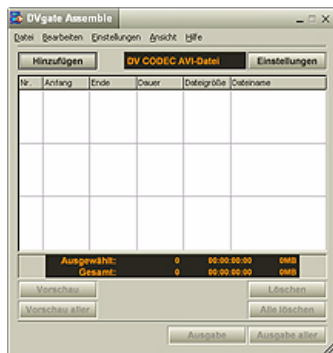 DVgate Assemble
Datei Bearbeiten Einstellungen Ansicht Hilfe
Hinzufügen DV CODEC AVI-Datei Einstellungen
Nr. Anfang Ende Dauer Dateigröße Dateiname
Ausgewählt: 0 00:00:00:00 0MB
Gesamt: 0 00:00:00:00 0MB
Vorschau Löschen
Vorschau aller Alle löschen
Ausgabe Ausgabe aller